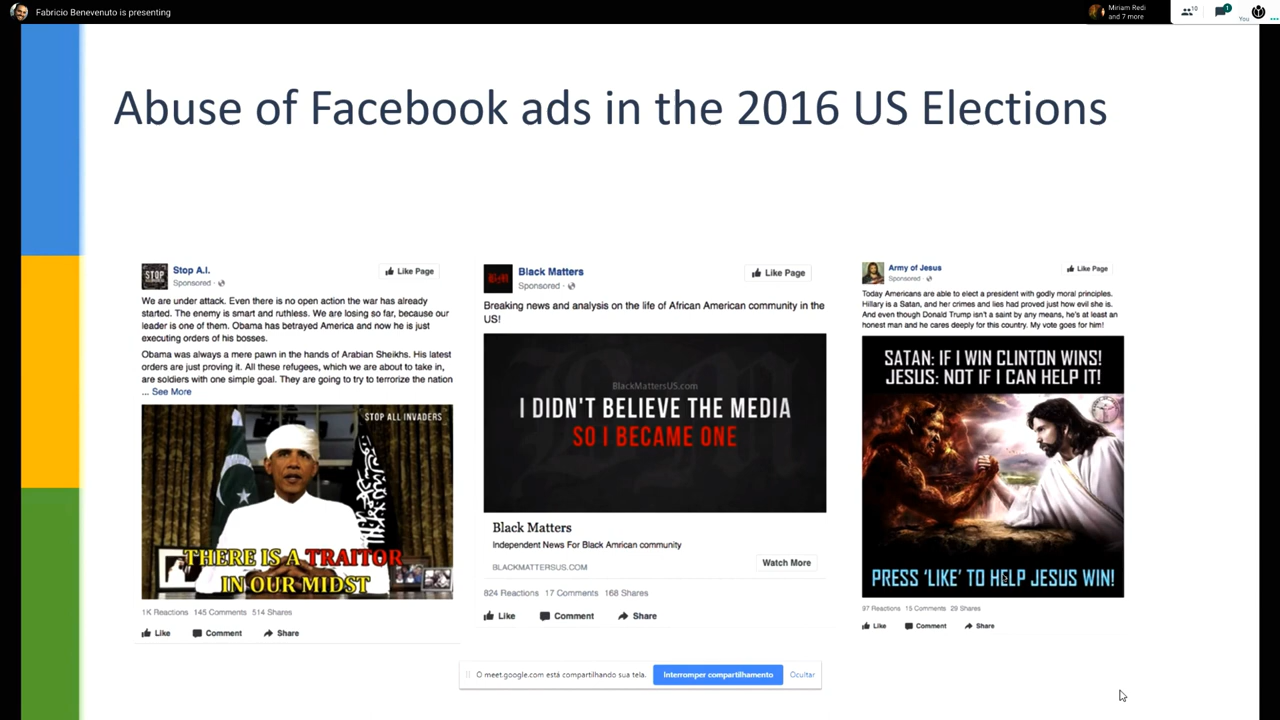 Fabricio Benevenuto is presenting
Miriam Redi
and 7 more
10
1
You
Abuse of Facebook ads in the 2016 US Elections
STOP
Stop A.I.
Sponsored ·
Like Page
We are under attack. Even there is no open action the war has already
started. The enemy is smart and ruthless. We are losing so far, because our
leader is one of them. Obama has betrayed America and now he is just
executing orders of his bosses.
Obama was always a mere pawn in the hands of Arabian Sheikhs. His latest
orders are just proving it. All these refugees, which we are about to take in,
are soldiers with one simple goal. They are going to try to terrorize the nation
... See More
STOP ALL INVADERS
THERE IS A TRAITOR
IN OUR MIDST
1K Reactions 145 Comments 514 Shares
Like Comment Share
BM
Black Matters
Sponsored ·
Like Page
Breaking news and analysis on the life of African American community in the
US!
BlackMattersUS.com
I DIDN'T BELIEVE THE MEDIA
SO I BECAME ONE
Black Matters
Independent News For Black Amrican community
BLACKMATTERSUS.COM
Watch More
824 Reactions 17 Comments 168 Shares
Like Comment Share
Army of Jesus
Sponsored ·
Like Page
Today Americans are able to elect a president with godly moral principles.
Hillary is a Satan, and her crimes and lies had proved just how evil she is.
And even though Donald Trump isn't a saint by any means, he's at least an
honest man and he cares deeply for this country. My vote goes for him!
SATAN: IF I WIN CLINTON WINS!
JESUS: NOT IF I CAN HELP IT!
PRESS 'LIKE' TO HELP JESUS WIN!
97 Reactions 15 Comments 29 Shares
Like Comment Share
O meet.google.com está compartilhando sua tela.
Interromper compartilhamento
Ocultar